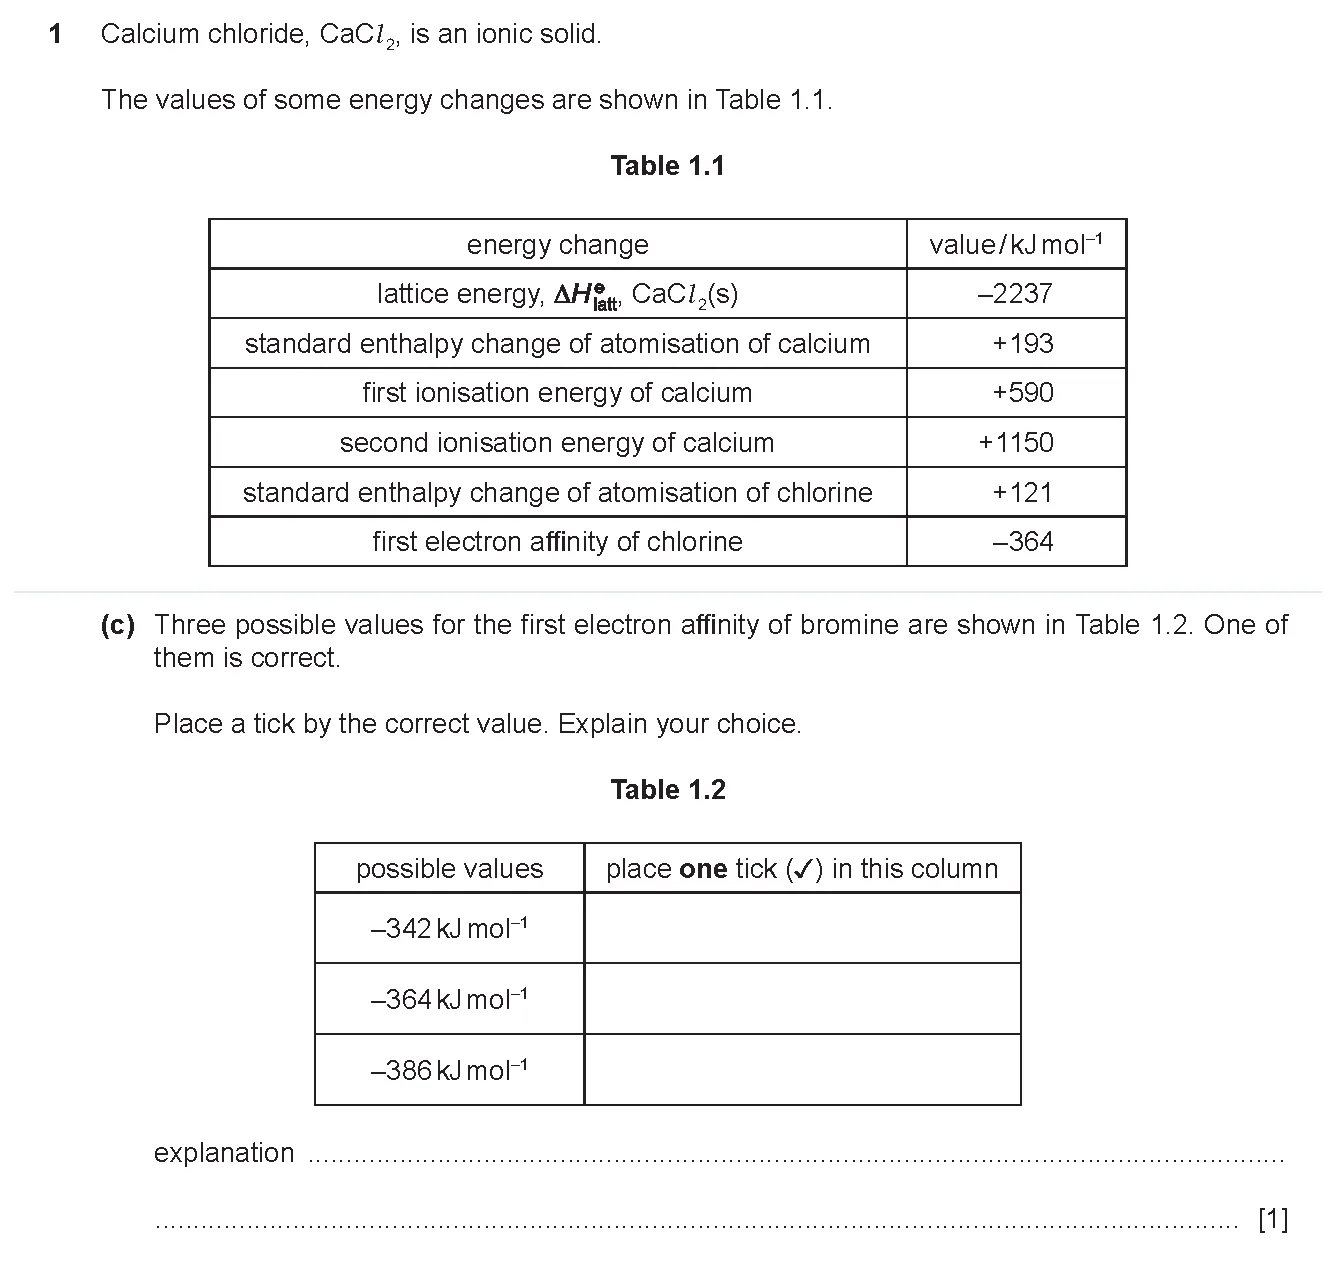 1 Calcium chloride, CaCl₂, is an ionic solid.
The values of some energy changes are shown in Table 1.1.
Table 1.1
energy change value/kJ mol⁻¹
lattice energy, ΔH⦵latt, CaCl₂(s) –2237
standard enthalpy change of atomisation of calcium +193
first ionisation energy of calcium +590
second ionisation energy of calcium +1150
standard enthalpy change of atomisation of chlorine +121
first electron affinity of chlorine –364
(c) Three possible values for the first electron affinity of bromine are shown in Table 1.2. One of
them is correct.
Place a tick by the correct value. Explain your choice.
Table 1.2
possible values place one tick (✓) in this column
–342 kJ mol⁻¹
–364 kJ mol⁻¹
–386 kJ mol⁻¹
explanation ................................................................................
................................................................................ [1]